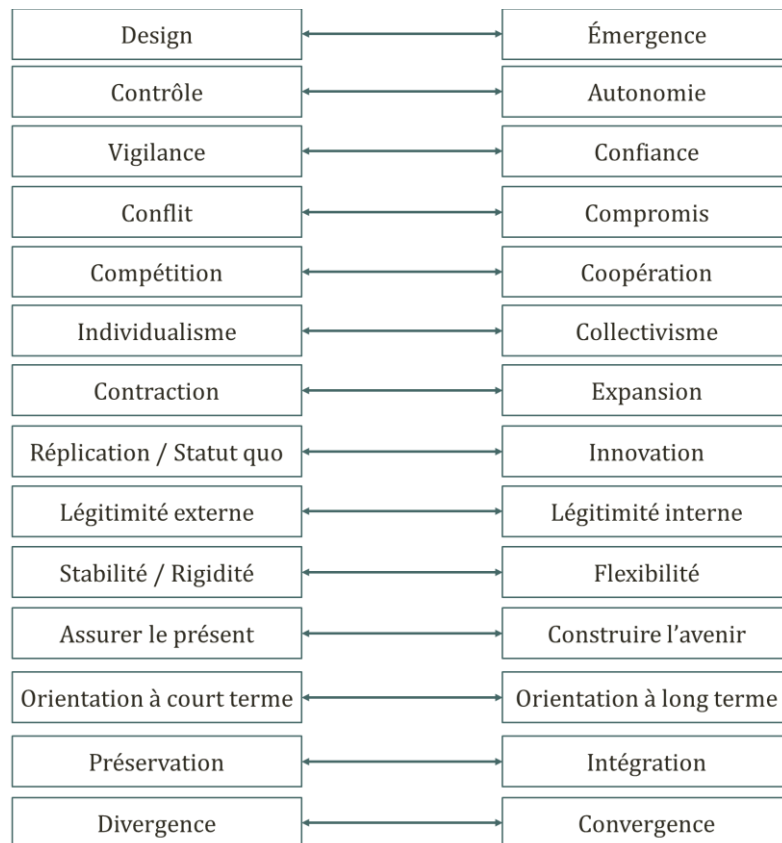 Design Émergence
Contrôle Autonomie
Vigilance Confiance
Conflit Compromis
Compétition Coopération
Individualisme Collectivisme
Contraction Expansion
Réplication / Statut quo Innovation
Légitimité externe Légitimité interne
Stabilité / Rigidité Flexibilité
Assurer le présent Construire l’avenir
Orientation à court terme Orientation à long terme
Préservation Intégration
Divergence Convergence